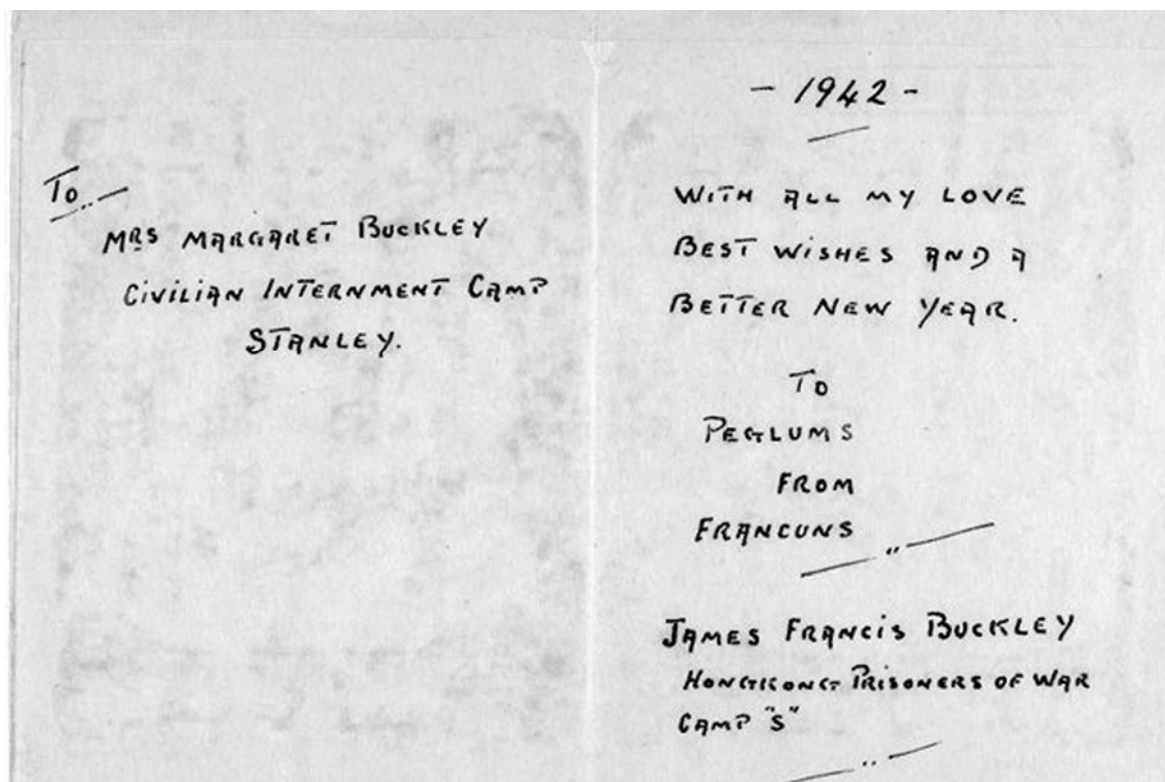 To
Mrs Margaret Buckley
Civilian Internment Camp
Stanley.
- 1942 -
With all my love
Best wishes and a
Better New Year.
To
Peglums
from
Francuns
James Francis Buckley
Hongkong Prisoners of War
Camp "S"